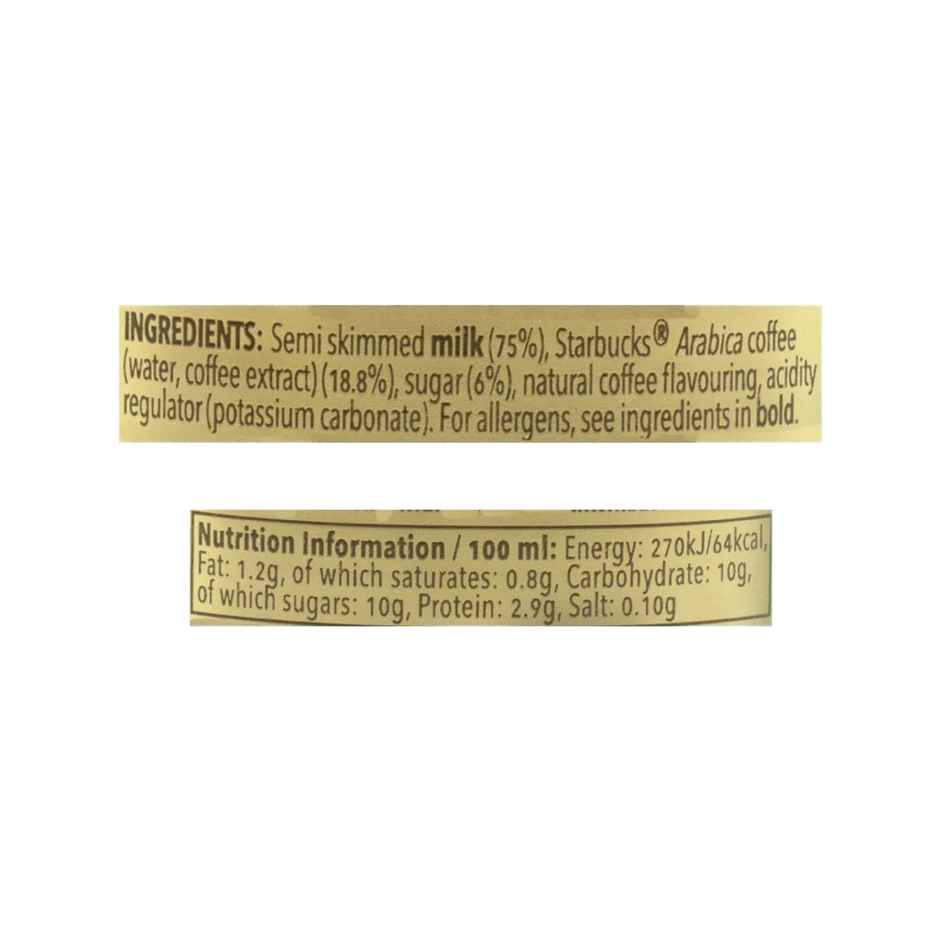 INGREDIENTS: Semi skimmed milk (75%), Starbucks® Arabica coffee
(water, coffee extract) (18.8%), sugar (6%), natural coffee flavouring, acidity
regulator (potassium carbonate). For allergens, see ingredients in bold.
Nutrition Information / 100 ml: Energy: 270kJ/64kcal,
Fat: 1.2g, of which saturates: 0.8g, Carbohydrate: 10g,
of which sugars: 10g, Protein: 2.9g, Salt: 0.10g